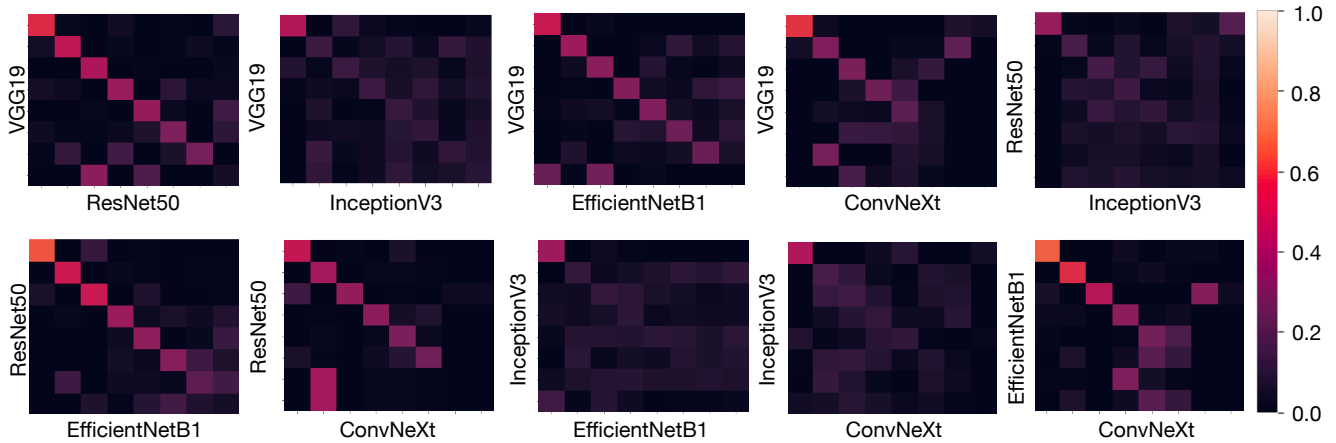 VGG19
ResNet50
VGG19
InceptionV3
VGG19
EfficientNetB1
VGG19
ConvNeXt
ResNet50
InceptionV3
ResNet50
EfficientNetB1
ResNet50
ConvNeXt
InceptionV3
EfficientNetB1
InceptionV3
ConvNeXt
EfficientNetB1
ConvNeXt
1.0
0.8
0.6
0.4
0.2
0.0